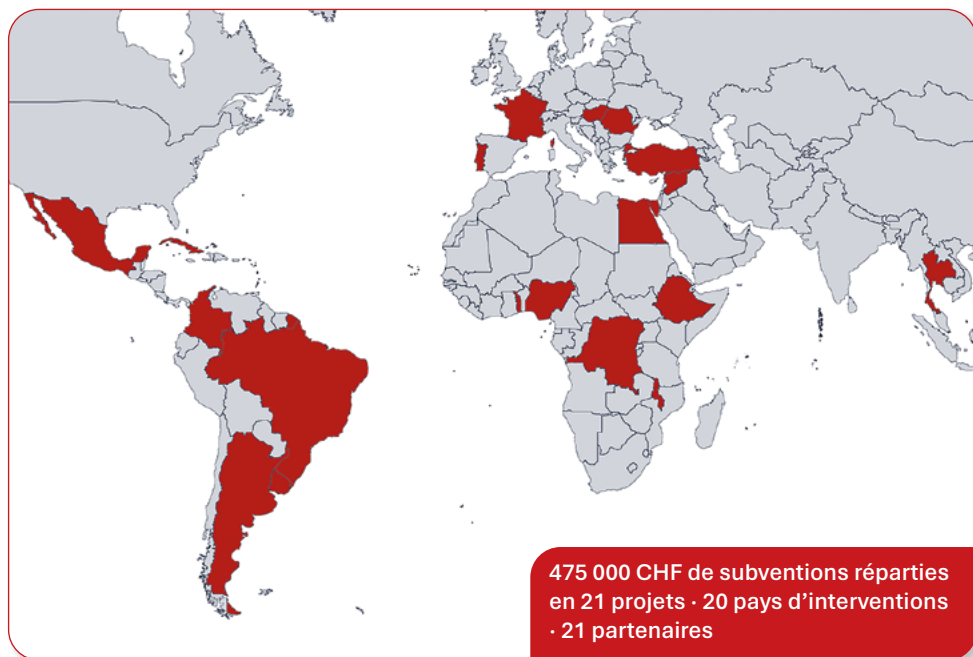 475 000 CHF de subventions réparties
en 21 projets · 20 pays d’interventions
· 21 partenaires